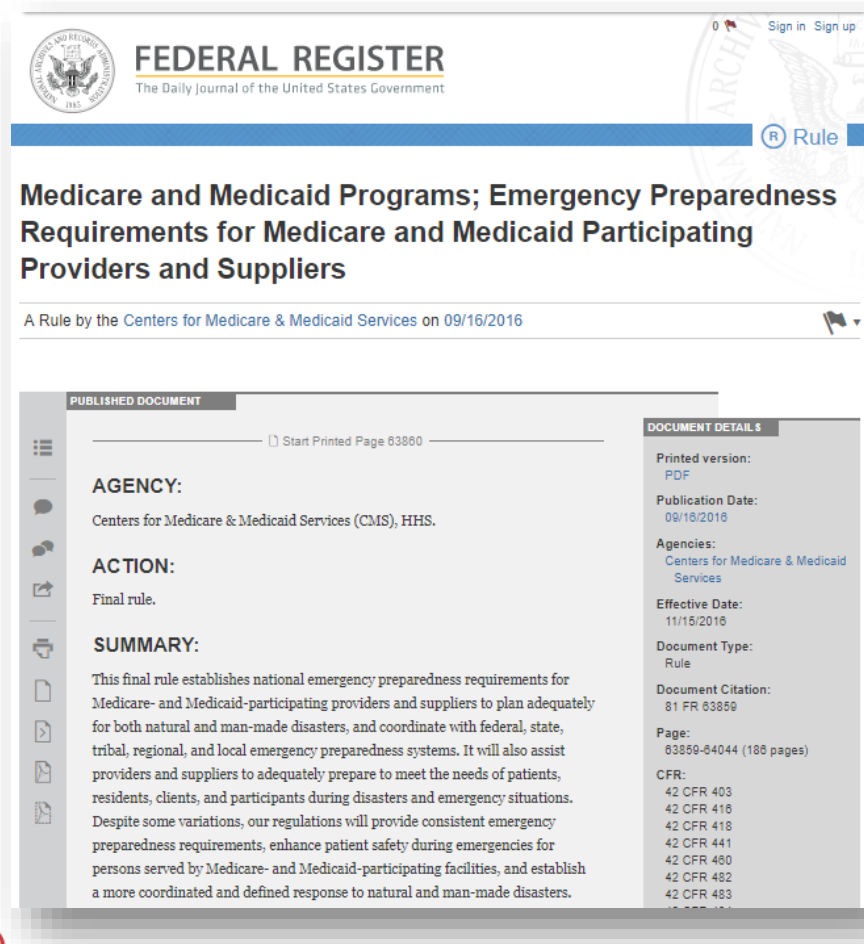 0 Sign in Sign up
FEDERAL REGISTER
The Daily Journal of the United States Government
® Rule
Medicare and Medicaid Programs; Emergency Preparedness
Requirements for Medicare and Medicaid Participating
Providers and Suppliers
A Rule by the Centers for Medicare & Medicaid Services on 09/16/2016
PUBLISHED DOCUMENT
Start Printed Page 63860
AGENCY:
Centers for Medicare & Medicaid Services (CMS), HHS.
ACTION:
Final rule.
SUMMARY:
This final rule establishes national emergency preparedness requirements for
Medicare- and Medicaid-participating providers and suppliers to plan adequately
for both natural and man-made disasters, and coordinate with federal, state,
tribal, regional, and local emergency preparedness systems. It will also assist
providers and suppliers to adequately prepare to meet the needs of patients,
residents, clients, and participants during disasters and emergency situations.
Despite some variations, our regulations will provide consistent emergency
preparedness requirements, enhance patient safety during emergencies for
persons served by Medicare- and Medicaid-participating facilities, and establish
a more coordinated and defined response to natural and man-made disasters.
DOCUMENT DETAILS
Printed version:
PDF
Publication Date:
09/16/2016
Agencies:
Centers for Medicare & Medicaid
Services
Effective Date:
11/15/2016
Document Type:
Rule
Document Citation:
81 FR 63859
Page:
63859-64044 (186 pages)
CFR:
42 CFR 403
42 CFR 416
42 CFR 418
42 CFR 441
42 CFR 460
42 CFR 482
42 CFR 483